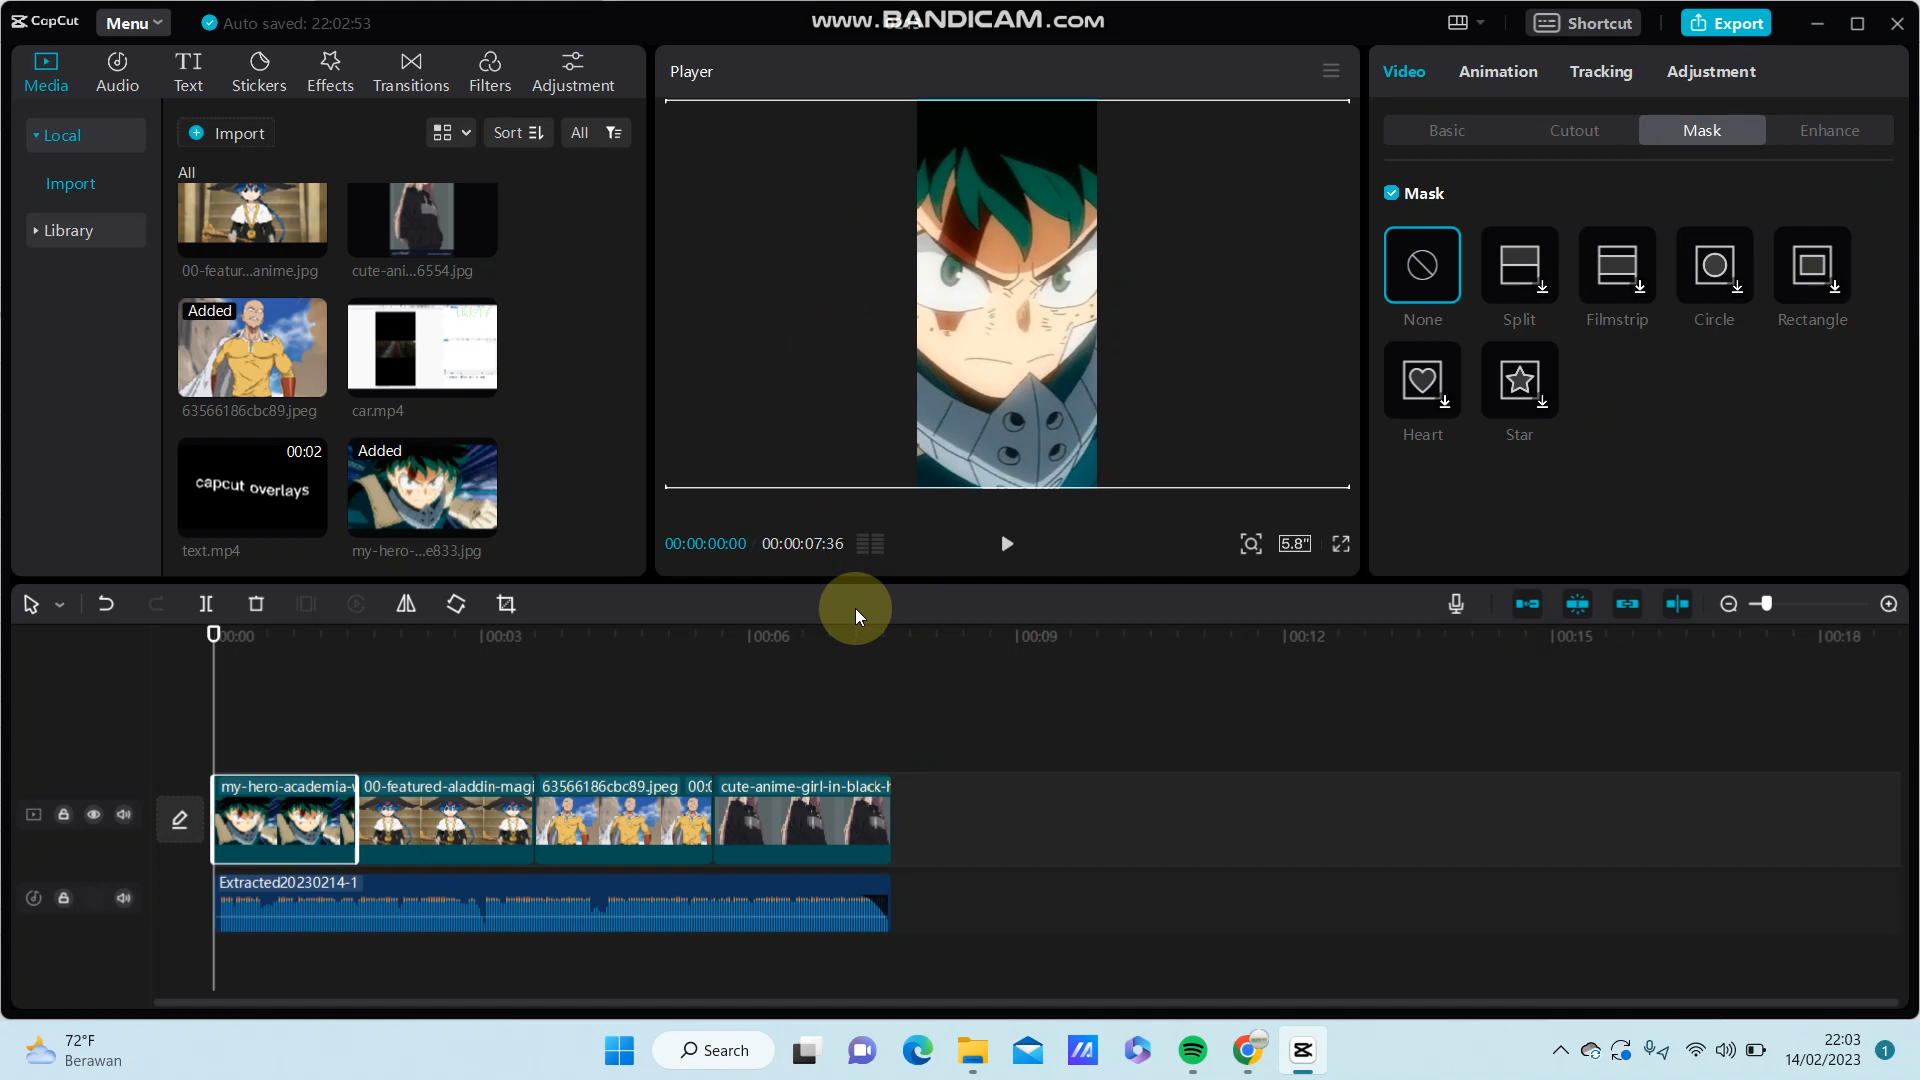 CapCut
Menu
Auto saved: 22:02:53
www.BANDICAM.com
Shortcut
Export
Media
Audio
Text
Stickers
Effects
Transitions
Filters
Adjustment
Player
Video
Animation
Tracking
Adjustment
Local
Import
Library
Import
Sort
All
All
00-featur...anime.jpg
cute-ani...6554.jpg
Added
63566186cbc89.jpeg
car.mp4
00:02
capcut overlays
text.mp4
Added
my-hero-...e833.jpg
00:00:00:00
00:00:07:36
5.8"
Basic
Cutout
Mask
Enhance
Mask
None
Split
Filmstrip
Circle
Rectangle
Heart
Star
00:00
00:03
00:06
00:09
00:12
00:15
00:18
my-hero-academia-
00-featured-aladdin-magi
63566186cbc89.jpeg
cute-anime-girl-in-black-h
Extracted20230214-1
72°F
Berawan
Search
22:03
14/02/2023
1